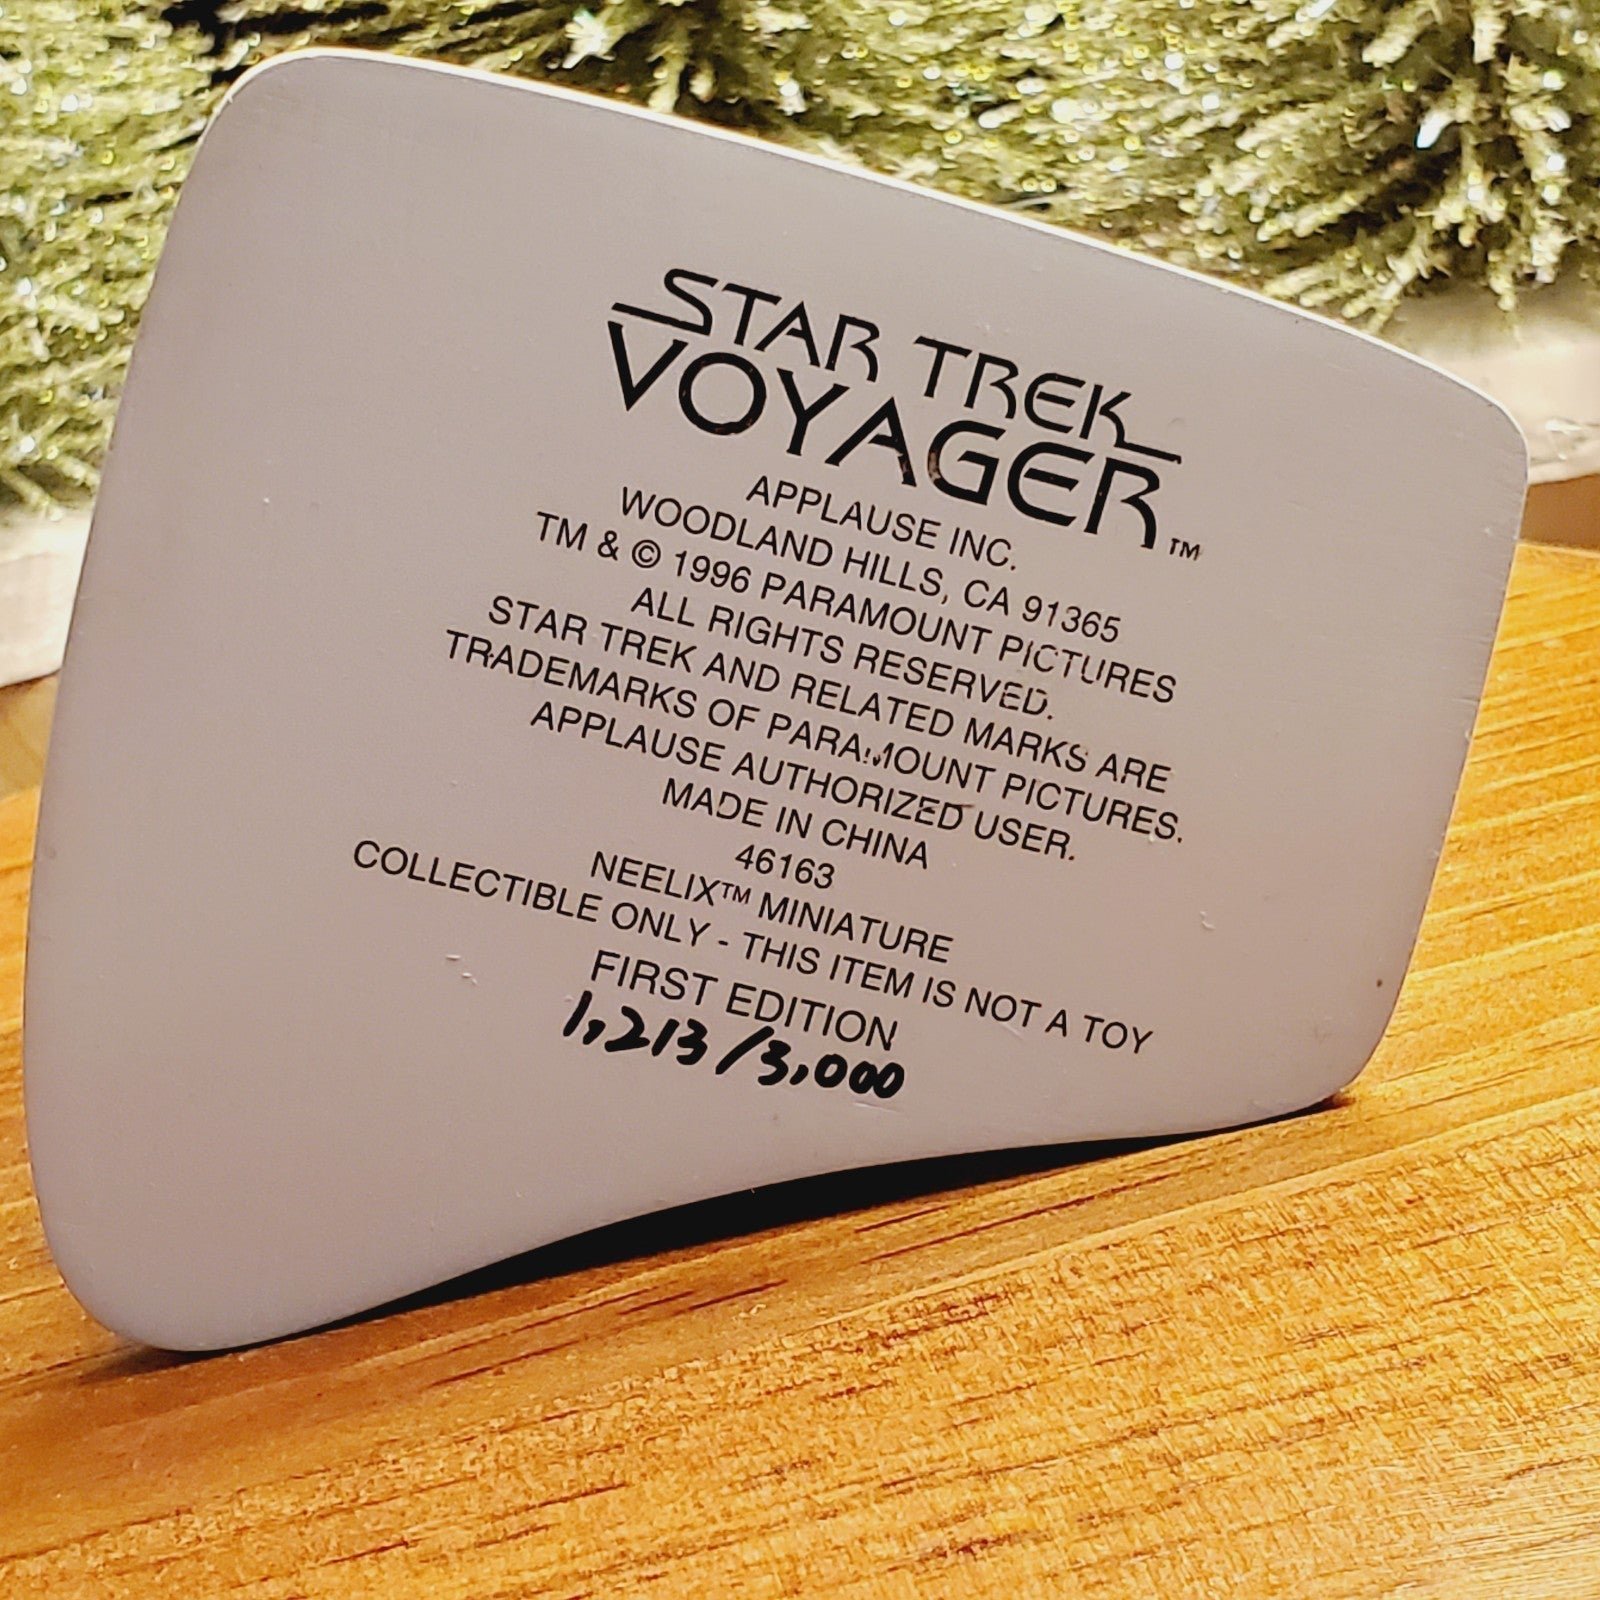 STAR TREK
VOYAGER™
APPLAUSE INC.
WOODLAND HILLS, CA 91365
TM & © 1996 PARAMOUNT PICTURES
ALL RIGHTS RESERVED.
STAR TREK AND RELATED MARKS ARE
TRADEMARKS OF PARAMOUNT PICTURES.
APPLAUSE AUTHORIZED USER.
MADE IN CHINA
46163
NEELIX™ MINIATURE
COLLECTIBLE ONLY - THIS ITEM IS NOT A TOY
FIRST EDITION
1,213/3,000